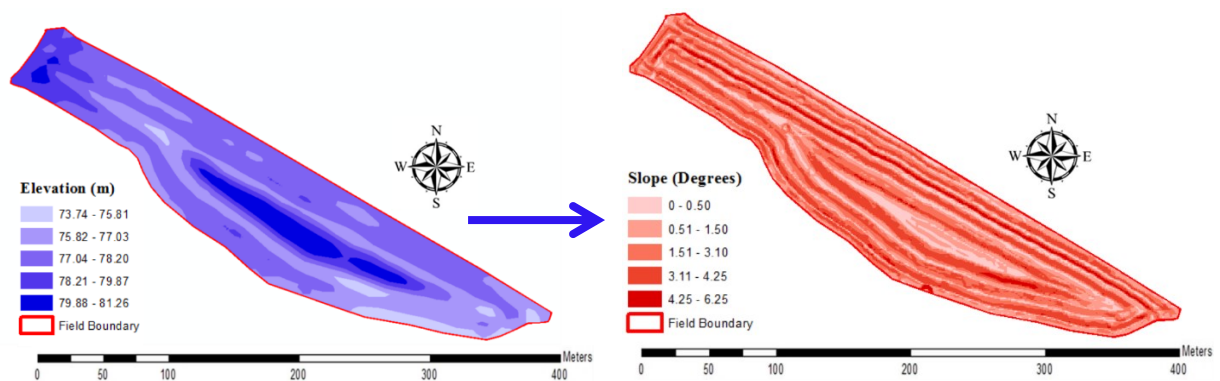 N
W
E
S
Elevation (m)
73.74 - 75.81
75.82 - 77.03
77.04 - 78.20
78.21 - 79.87
79.88 - 81.26
Field Boundary
Meters
0 50 100 200 300 400
N
W
E
S
Slope (Degrees)
0 - 0.50
0.51 - 1.50
1.51 - 3.10
3.11 - 4.25
4.25 - 6.25
Field Boundary
Meters
0 50 100 200 300 400